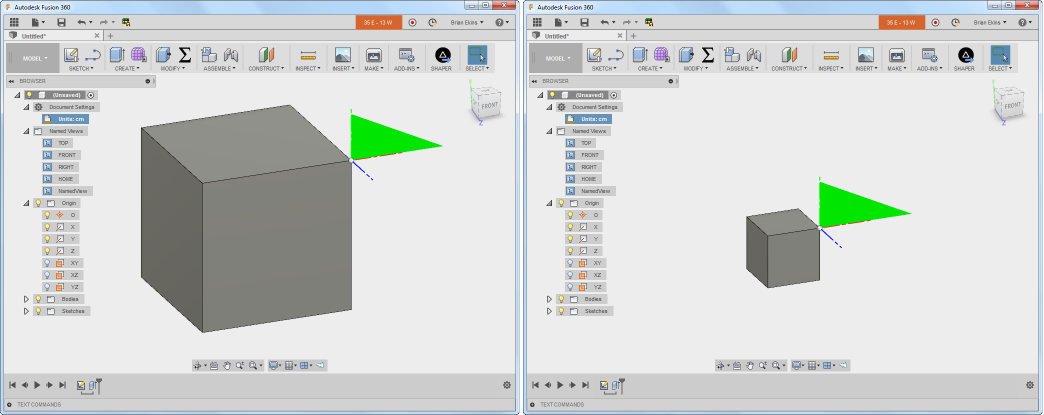 Autodesk Fusion 360
35 E - 13 W
Brian Ekins
Untitled*
MODEL
SKETCH
CREATE
MODIFY
ASSEMBLE
CONSTRUCT
INSPECT
INSERT
MAKE
ADD-INS
SHAPER
SELECT
BROWSER
(Unsaved)
Document Settings
Units: cm
Named Views
TOP
FRONT
RIGHT
HOME
NamedView
Origin
O
X
Y
Z
XY
XZ
YZ
Bodies
Sketches
FRONT
Z
TEXT COMMANDS
Autodesk Fusion 360
35 E - 13 W
Brian Ekins
Untitled*
MODEL
SKETCH
CREATE
MODIFY
ASSEMBLE
CONSTRUCT
INSPECT
INSERT
MAKE
ADD-INS
SHAPER
SELECT
BROWSER
(Unsaved)
Document Settings
Units: cm
Named Views
TOP
FRONT
RIGHT
HOME
NamedView
Origin
O
X
Y
Z
XY
XZ
YZ
Bodies
Sketches
FRONT
Z
TEXT COMMANDS